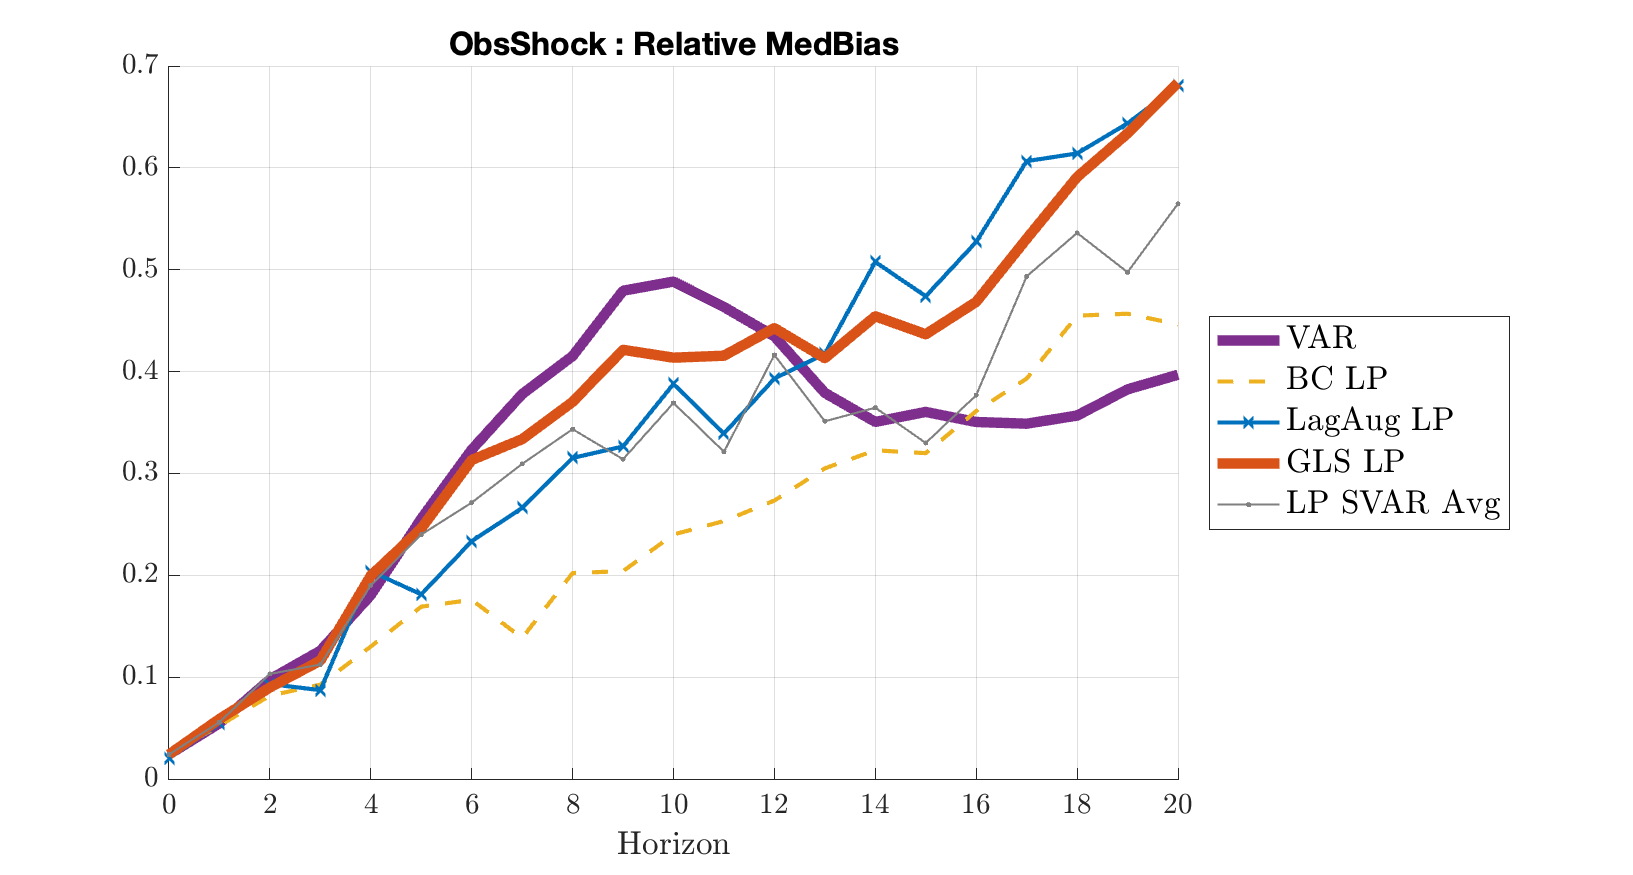 ObsShock : Relative MedBias
0.7
0.6
0.5
0.4
0.3
0.2
0.1
0
0 2 4 6 8 10 12 14 16 18 20
Horizon
VAR
BC LP
LagAug LP
GLS LP
LP SVAR Avg